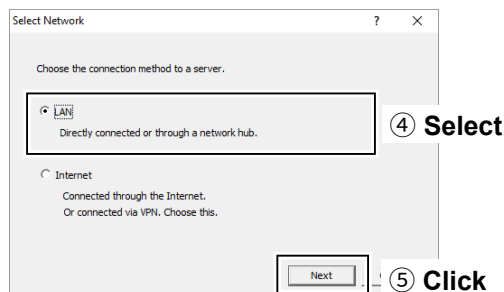 Select Network ? ×
Choose the connection method to a server.
LAN
Directly connected or through a network hub.
④ Select
Internet
Connected through the Internet.
Or connected via VPN. Choose this.
Next
⑤ Click